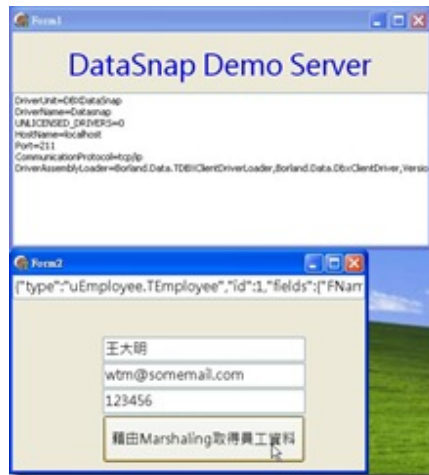 Form1
DataSnap Demo Server
DriverUnit=DBXDataSnap
DriverName=Datasnap
UNLICENSED_DRIVERS=0
HostName=localhost
Port=211
CommunicationProtocol=tcp/ip
DriverAssemblyLoader=Borland.Data.TDBXClientDriverLoader,Borland.Data.DbxClientDriver,Versio
Form2
{"type":"uEmployee.TEmployee","id":1,"fields":{"FNam
王大明
wtm@somemail.com
123456
藉由Marshaling取得員工資料